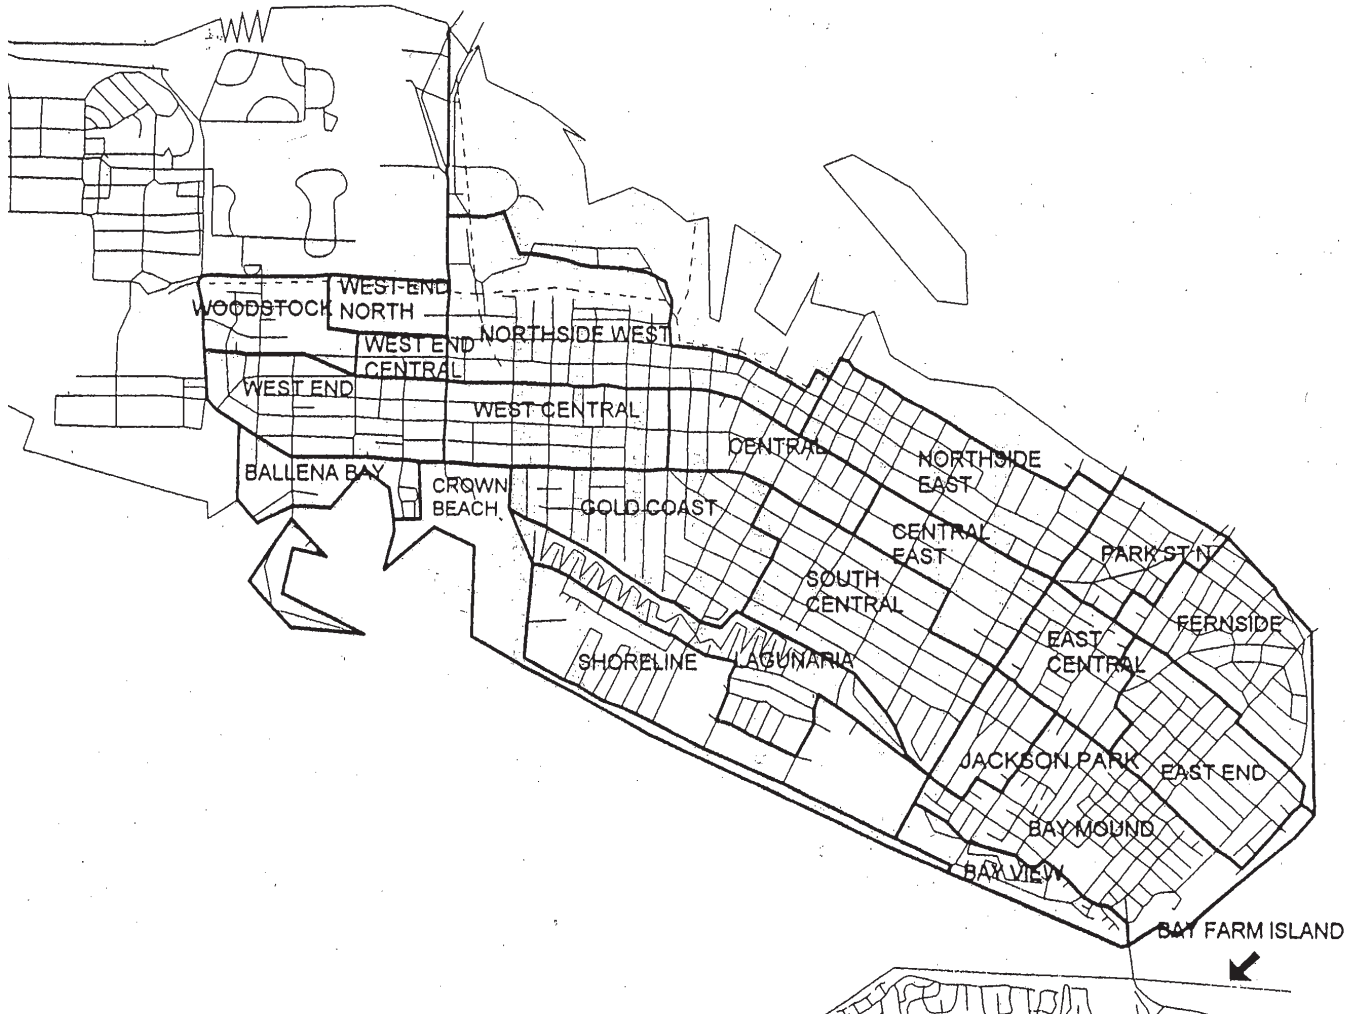 WOODSTOCK
WEST END
NORTH
NORTHSIDE WEST
WEST END
CENTRAL
WEST END
WEST CENTRAL
CENTRAL
BALLENA BAY
CROWN
BEACH
GOLD COAST
NORTHSIDE
EAST
CENTRAL
EAST
PARK ST N
SOUTH
CENTRAL
FERNSIDE
EAST
CENTRAL
SHORELINE
LAGUNARIA
JACKSON PARK
EAST END
BAY MOUND
BAY VIEW
BAY FARM ISLAND